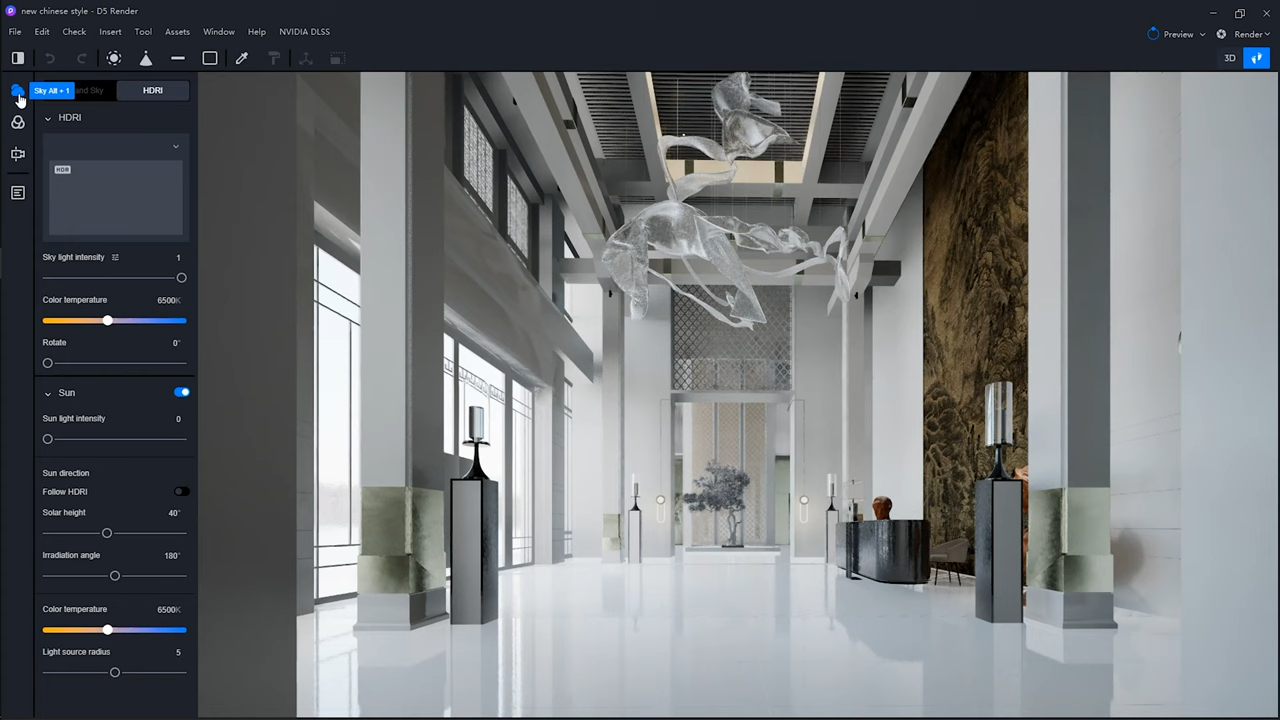 new chinese style - D5 Render
File Edit Check Insert Tool Assets Window Help NVIDIA DLSS
Preview Render
3D
Sky Alt + 1 and Sky HDRI
HDRI
HDR
Sky light intensity 1
Color temperature 6500K
Rotate 0°
Sun
Sun light intensity 0
Sun direction
Follow HDRI
Solar height 40°
Irradiation angle 180°
Color temperature 6500K
Light source radius 5